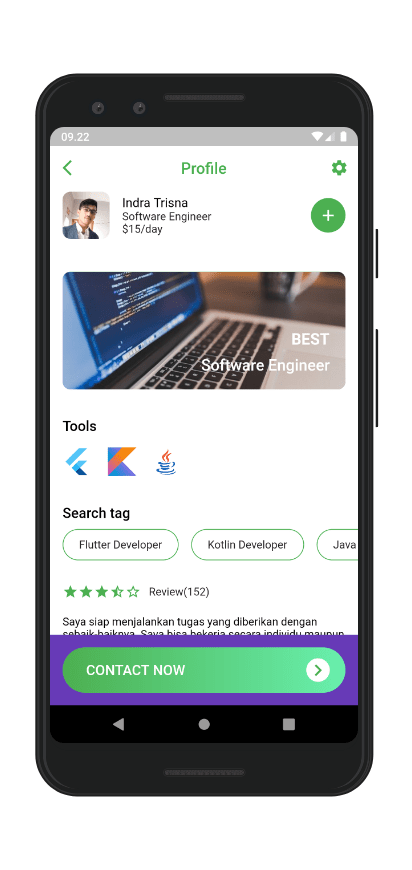 09.22
Profile
Indra Trisna
Software Engineer
$15/day
BEST
Software Engineer
Tools
Search tag
Flutter Developer
Kotlin Developer
Java
Review(152)
Saya siap menjalankan tugas yang diberikan dengan
sebaik-baiknya. Saya bisa bekerja secara individu maupun
CONTACT NOW